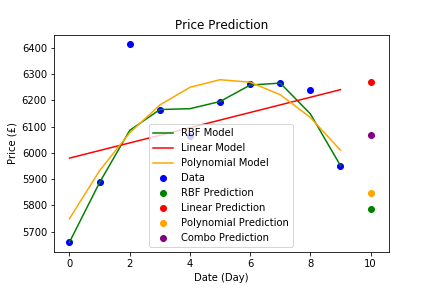 Price Prediction
Price (£)
6400
6300
6200
6100
6000
5900
5800
5700
RBF Model
Linear Model
Polynomial Model
Data
RBF Prediction
Linear Prediction
Polynomial Prediction
Combo Prediction
0 2 4 6 8 10
Date (Day)